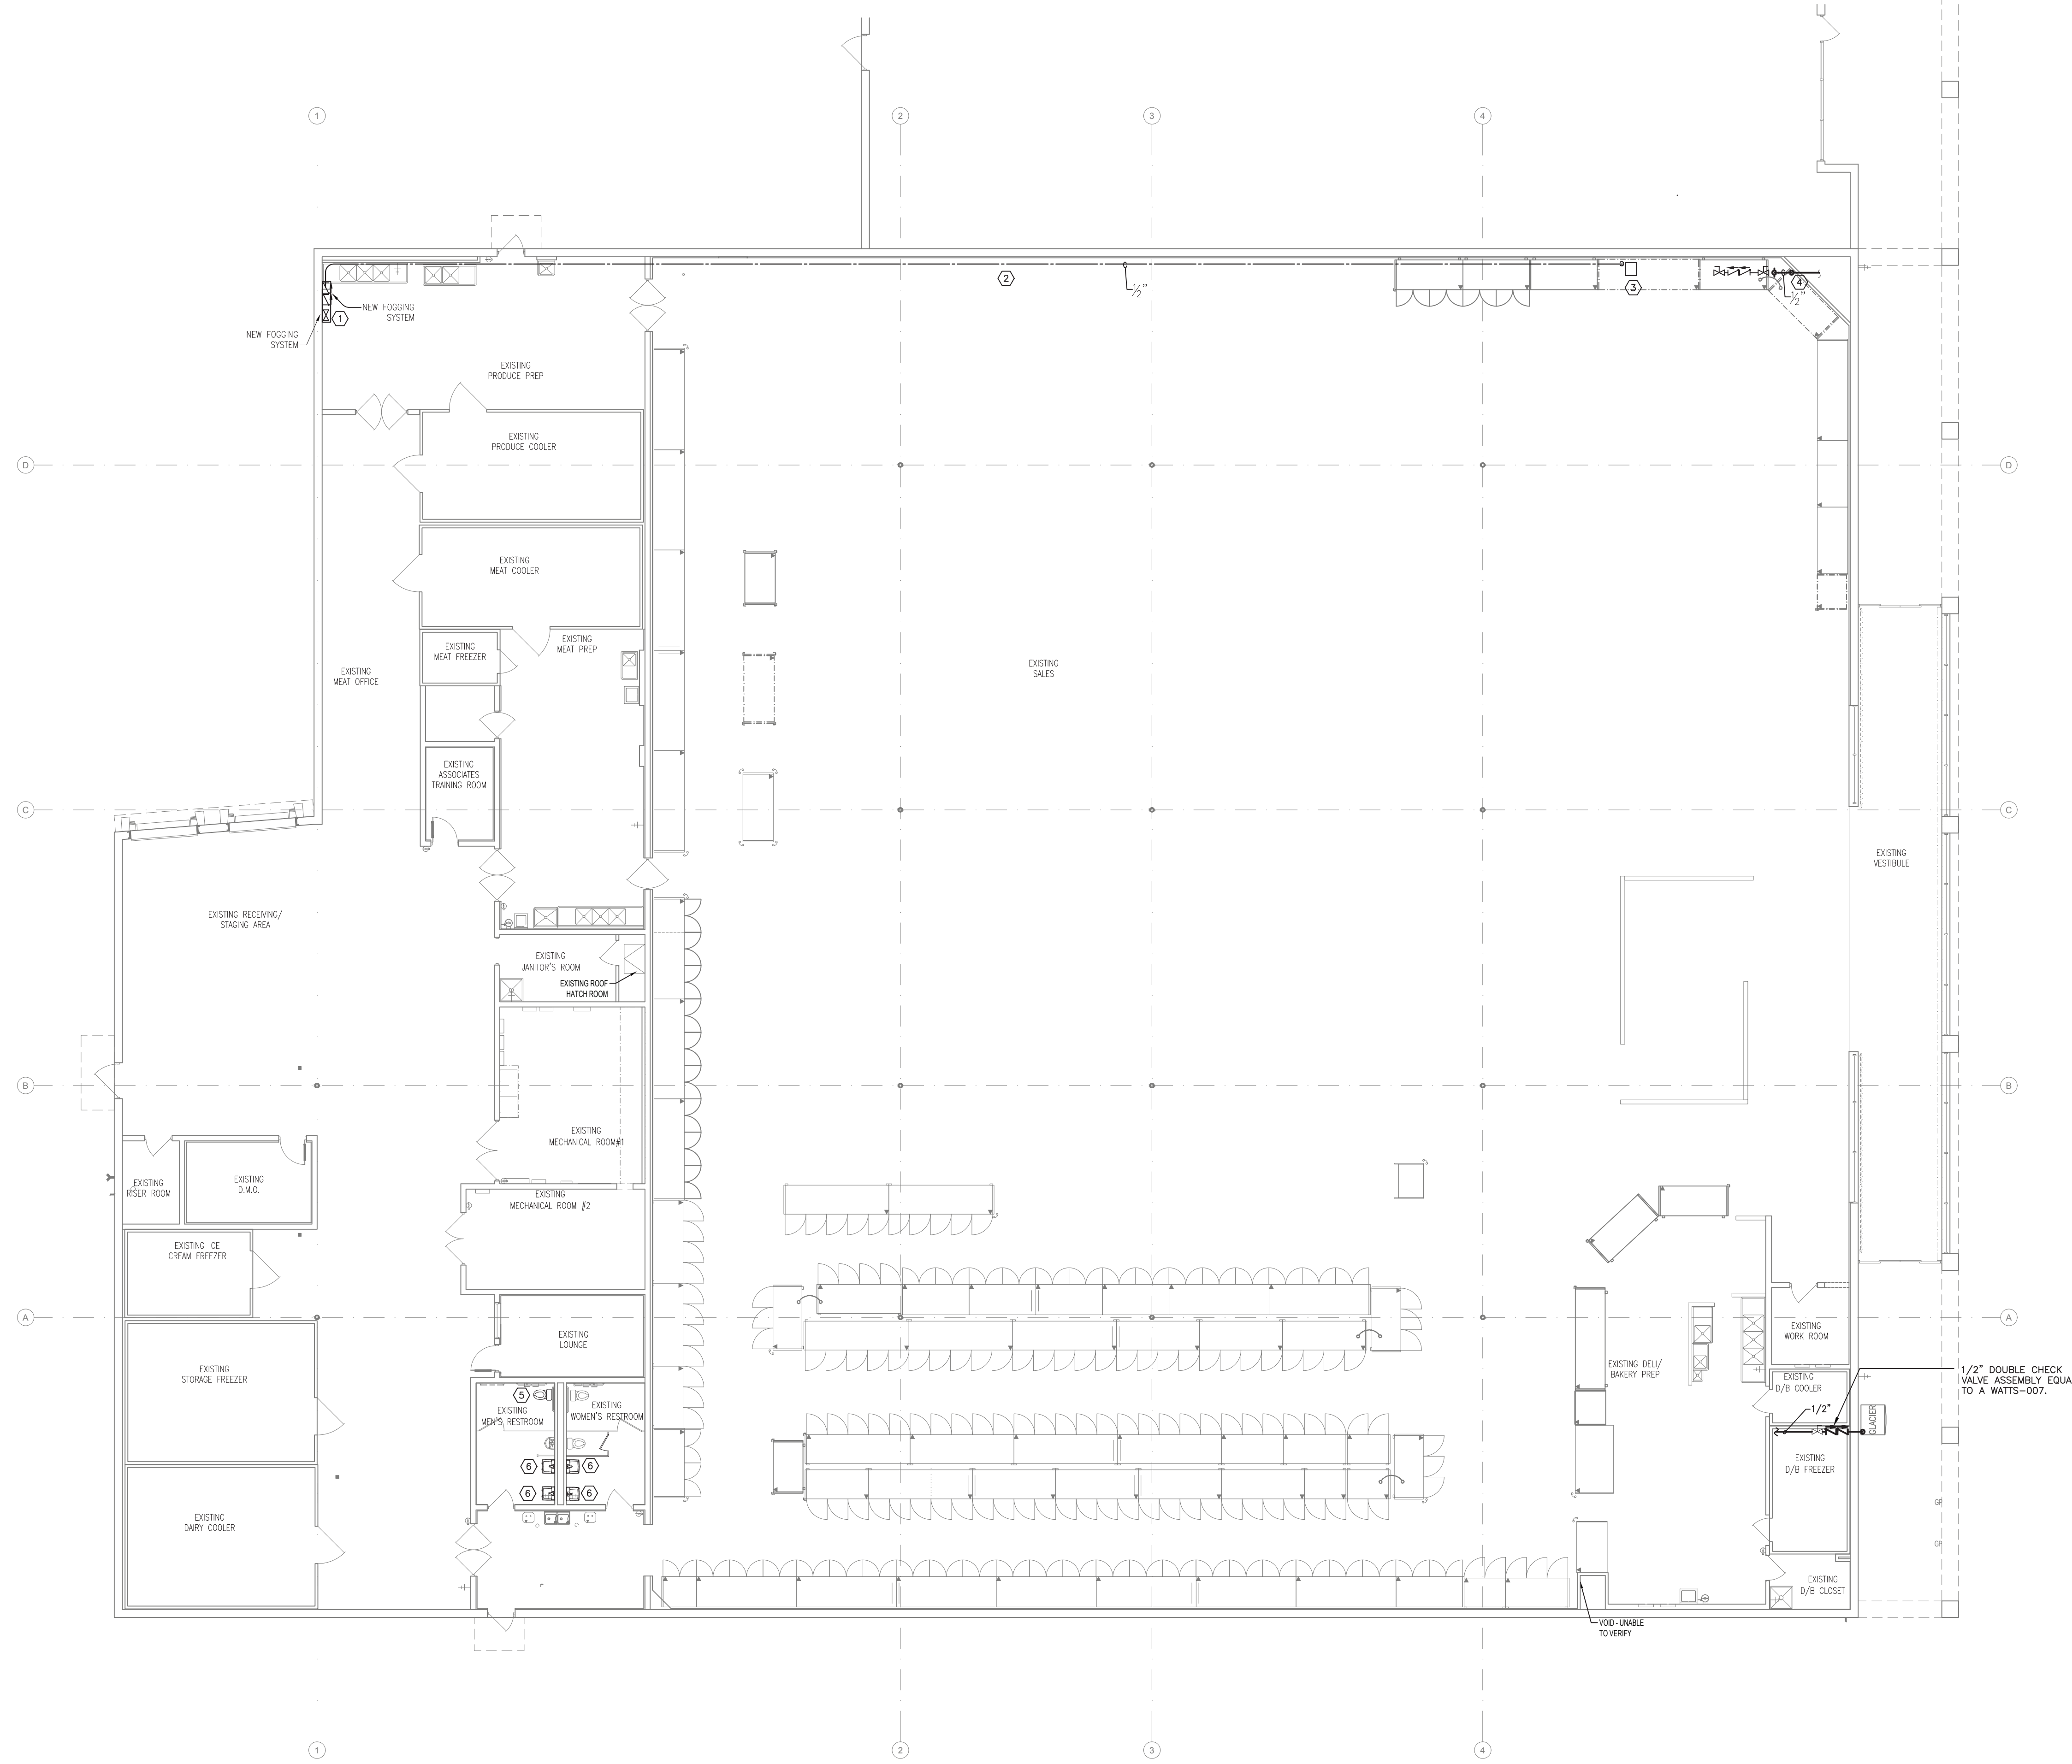 1
2
3
4
NEW FOGGING
SYSTEM
1
NEW FOGGING
SYSTEM
2
1/2"
3
4
1/2"
EXISTING
PRODUCE PREP
EXISTING
PRODUCE COOLER
D
D
EXISTING
MEAT COOLER
EXISTING
MEAT FREEZER
EXISTING
MEAT PREP
EXISTING
MEAT OFFICE
EXISTING
SALES
EXISTING
ASSOCIATES
TRAINING ROOM
C
C
EXISTING
VESTIBULE
EXISTING RECEIVING/
STAGING AREA
EXISTING
JANITOR'S ROOM
EXISTING ROOF
HATCH ROOM
B
B
EXISTING
MECHANICAL ROOM#1
EXISTING
RISER ROOM
EXISTING
D.M.O.
EXISTING
MECHANICAL ROOM #2
EXISTING ICE
CREAM FREEZER
A
A
EXISTING
LOUNGE
EXISTING
WORK ROOM
EXISTING
STORAGE FREEZER
EXISTING DELI/
BAKERY PREP
EXISTING
D/B COOLER
1/2" DOUBLE CHECK
VALVE ASSEMBLY EQUA
TO A WATTS-007.
5
EXISTING
MEN'S RESTROOM
EXISTING
WOMEN'S RESTROOM
1/2"
GLACIER
EXISTING
D/B FREEZER
6
6
6
6
EXISTING
DAIRY COOLER
GP
GP
EXISTING
D/B CLOSET
VOID - UNABLE
TO VERIFY
1
2
3
4